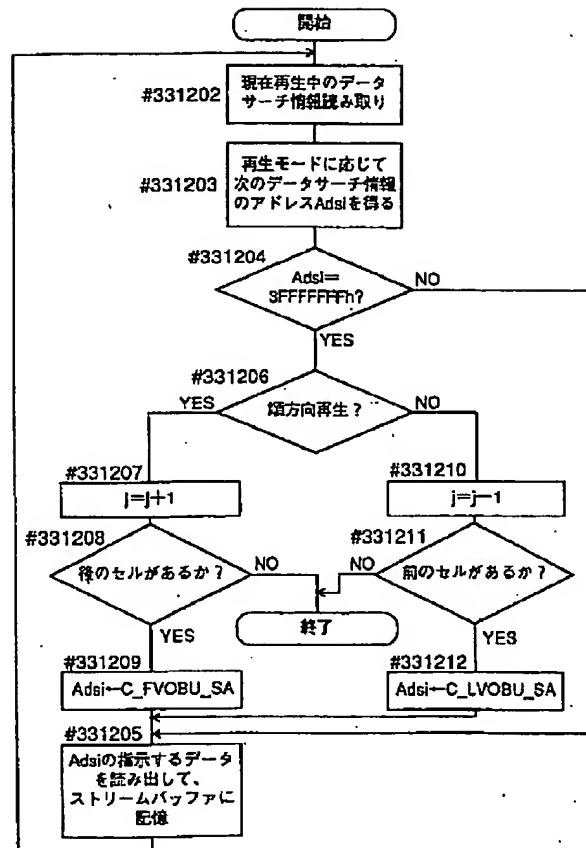 開始
#331202
現在再生中のデータ
サーチ情報読み取り
#331203
再生モードに応じて
次のデータサーチ情報
のアドレスAdsiを得る
#331204
Adsi=
3FFFFFFFh?
NO
YES
#331206
YES
順方向再生?
NO
#331207
j=j+1
#331210
j=j−1
#331208
後のセルがあるか?
NO
YES
#331211
NO
前のセルがあるか?
YES
終了
#331209
Adsi←C_FVOBU_SA
#331212
Adsi←C_LVOBU_SA
#331205
Adsiの指示するデータ
を読み出して、
ストリームバッファに
記憶